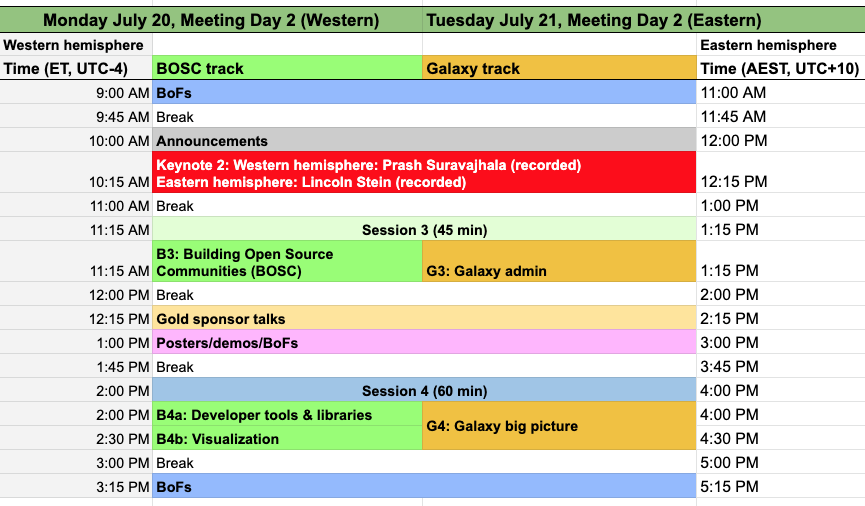 Monday July 20, Meeting Day 2 (Western) Tuesday July 21, Meeting Day 2 (Eastern)
Western hemisphere Eastern hemisphere
Time (ET, UTC-4) BOSC track Galaxy track Time (AEST, UTC+10)
9:00 AM BoFs 11:00 AM
9:45 AM Break 11:45 AM
10:00 AM Announcements 12:00 PM
Keynote 2: Western hemisphere: Prash Suravajhala (recorded)
10:15 AM Eastern hemisphere: Lincoln Stein (recorded) 12:15 PM
11:00 AM Break 1:00 PM
11:15 AM Session 3 (45 min) 1:15 PM
B3: Building Open Source
11:15 AM Communities (BOSC) G3: Galaxy admin 1:15 PM
12:00 PM Break 2:00 PM
12:15 PM Gold sponsor talks 2:15 PM
1:00 PM Posters/demos/BoFs 3:00 PM
1:45 PM Break 3:45 PM
2:00 PM Session 4 (60 min) 4:00 PM
2:00 PM B4a: Developer tools & libraries 4:00 PM
G4: Galaxy big picture
2:30 PM B4b: Visualization 4:30 PM
3:00 PM Break 5:00 PM
3:15 PM BoFs 5:15 PM